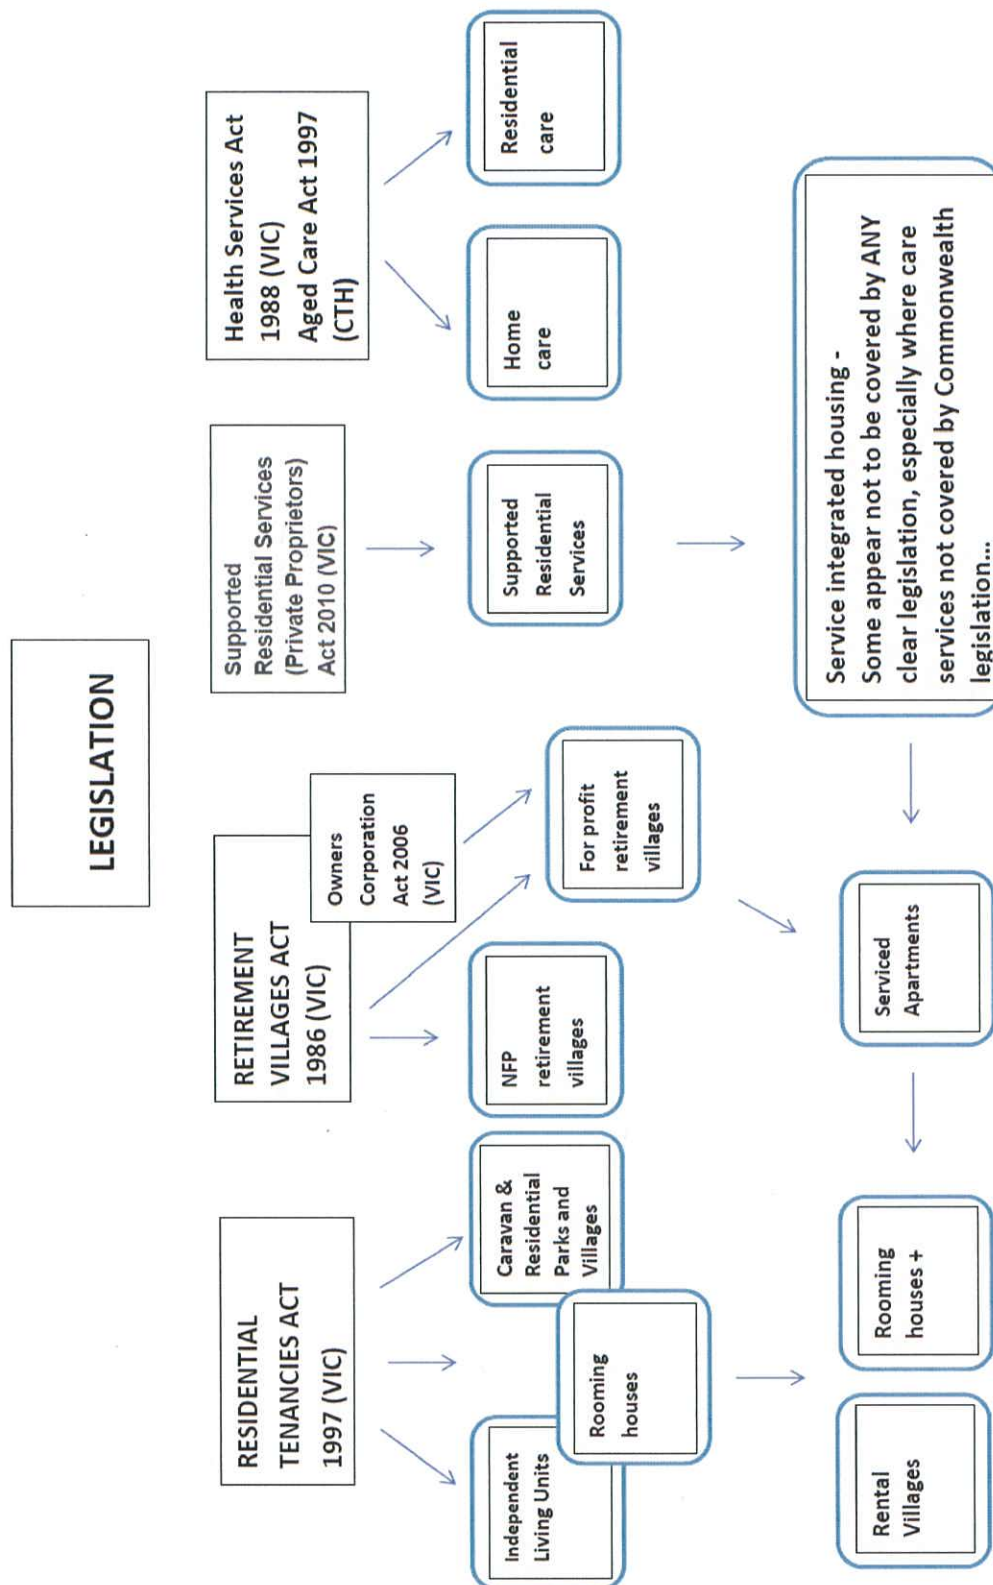 LEGISLATION
RESIDENTIAL
TENANCIES ACT
1997 (VIC)
RETIREMENT
VILLAGES ACT
1986 (VIC)
Owners
Corporation
Act 2006
(VIC)
Supported
Residential Services
(Private Proprietors)
Act 2010 (VIC)
Health Services Act
1988 (VIC)
Aged Care Act 1997
(CTH)
Independent
Living Units
Rooming
houses
Caravan &
Residential
Parks and
Villages
NFP
retirement
villages
For profit
retirement
villages
Supported
Residential
Services
Home
care
Residential
care
Rental
Villages
Rooming
houses +
Serviced
Apartments
Service integrated housing -
Some appear not to be covered by ANY
clear legislation, especially where care
services not covered by Commonwealth
legislation...